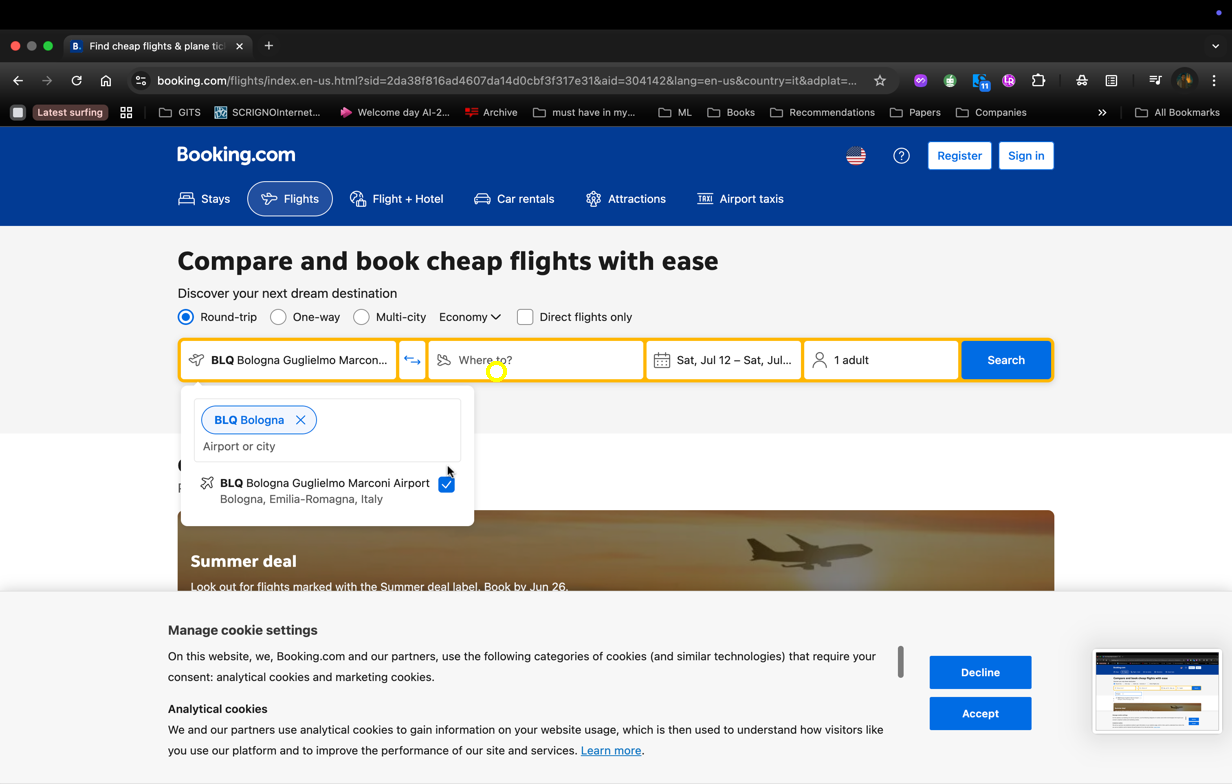 Find cheap flights & plane tic
booking.com/flights/index.en-us.html?sid=2da38f816ad4607da14d0cbf3f317e31&aid=304142&lang=en-us&country=it&adplat=...
11
Latest surfing
GITS
SCRIGNOInternet...
Welcome day AI-2...
Archive
must have in my...
ML
Books
Recommendations
Papers
Companies
All Bookmarks
Booking.com
Register
Sign in
Stays
Flights
Flight + Hotel
Car rentals
Attractions
TAXI
Airport taxis
Compare and book cheap flights with ease
Discover your next dream destination
Round-trip
One-way
Multi-city
Economy
Direct flights only
BLQ Bologna Guglielmo Marcon...
Where to?
Sat, Jul 12 – Sat, Jul...
1 adult
Search
BLQ Bologna
Airport or city
BLQ Bologna Guglielmo Marconi Airport
Bologna, Emilia-Romagna, Italy
Summer deal
Look out for flights marked with the Summer deal label. Book by Jun 26.
Manage cookie settings
On this website, we, Booking.com and our partners, use the following categories of cookies (and similar technologies) that require your
consent: analytical cookies and marketing cookies.
Decline
Accept
Analytical cookies
We and our partners use analytical cookies to gain information on your website usage, which is then used to understand how visitors like
you use our platform and to improve the performance of our site and services. Learn more.